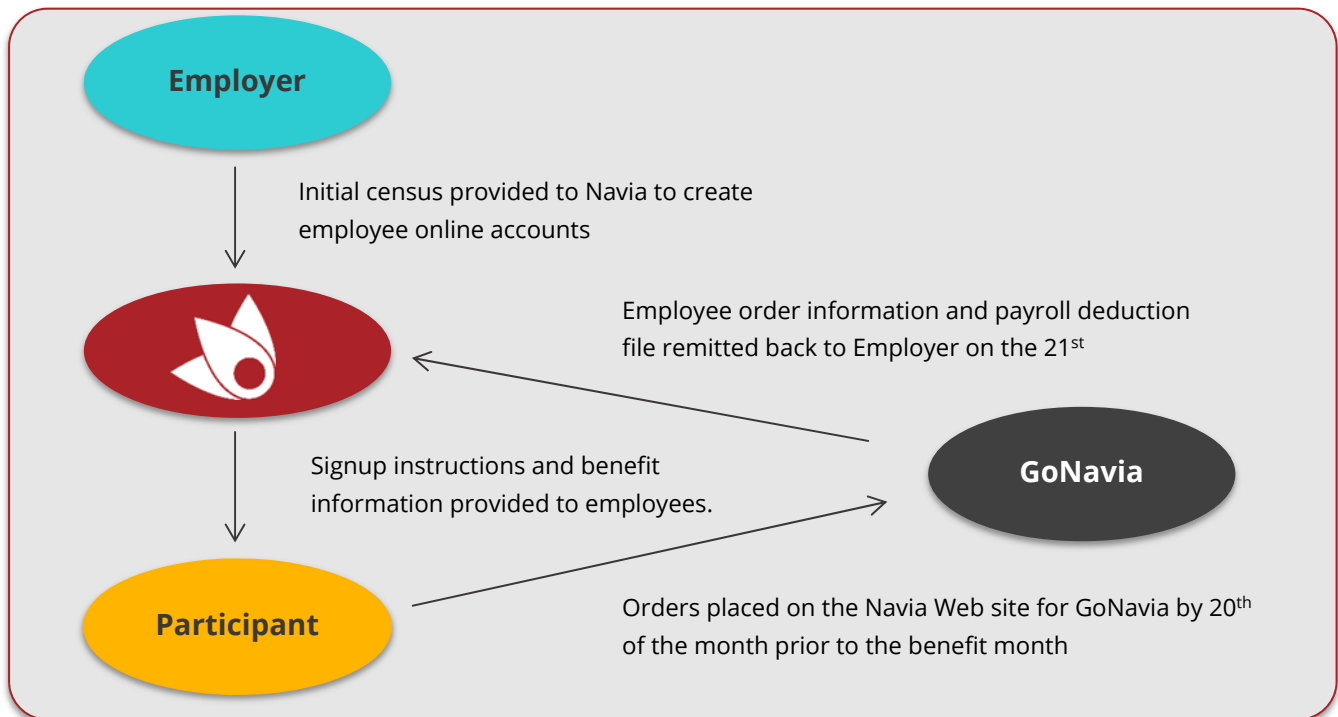 Employer
Initial census provided to Navia to create
employee online accounts
Employee order information and payroll deduction
file remitted back to Employer on the 21st
Signup instructions and benefit
information provided to employees.
GoNavia
Participant
Orders placed on the Navia Web site for GoNavia by 20th
of the month prior to the benefit month